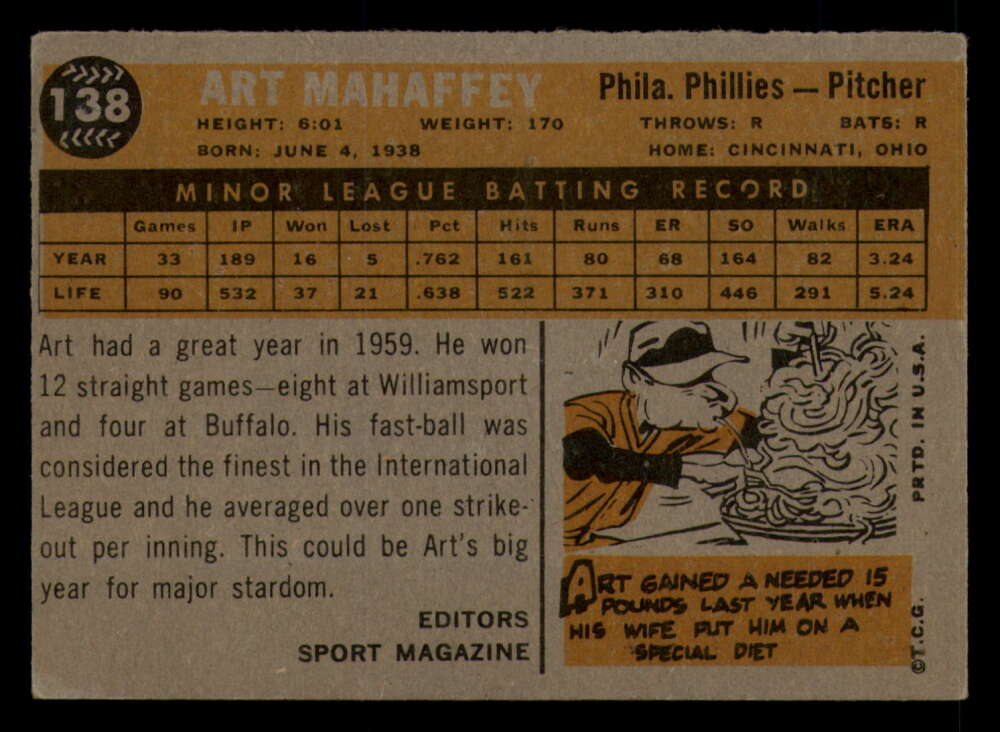 138
ART MAHAFFEY Phila. Phillies — Pitcher
HEIGHT: 6:01 WEIGHT: 170 THROWS: R BATS: R
BORN: JUNE 4, 1938 HOME: CINCINNATI, OHIO
MINOR LEAGUE BATTING RECORD
Games IP Won Lost Pct Hits Runs ER SO Walks ERA
YEAR 33 189 16 5 .762 161 80 68 164 82 3.24
LIFE 90 532 37 21 .638 522 371 310 446 291 5.24
Art had a great year in 1959. He won
12 straight games—eight at Williamsport
and four at Buffalo. His fast-ball was
considered the finest in the International
League and he averaged over one strike-
out per inning. This could be Art's big
year for major stardom.
EDITORS
SPORT MAGAZINE
ART GAINED A NEEDED 15
POUNDS LAST YEAR WHEN
HIS WIFE PUT HIM ON A
SPECIAL DIET
©T.C.G. PRTD. IN U.S.A.